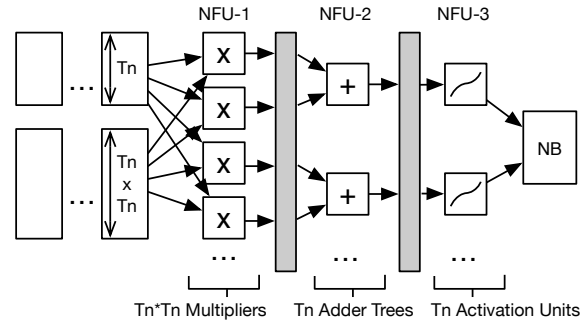 NFU-1 NFU-2 NFU-3
Tn
...
X
X
X
X
+
+
NB
Tn
x
Tn
...
... ... ...
Tn*Tn Multipliers Tn Adder Trees Tn Activation Units